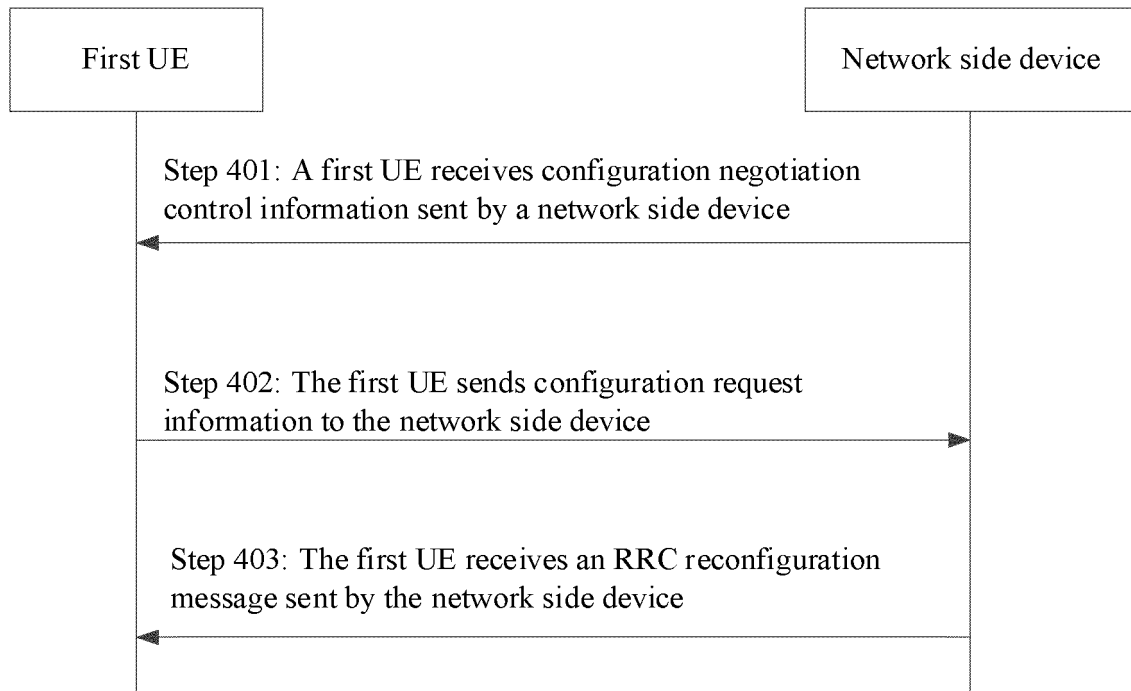 First UE
Network side device
Step 401: A first UE receives configuration negotiation
control information sent by a network side device
Step 402: The first UE sends configuration request
information to the network side device
Step 403: The first UE receives an RRC reconfiguration
message sent by the network side device